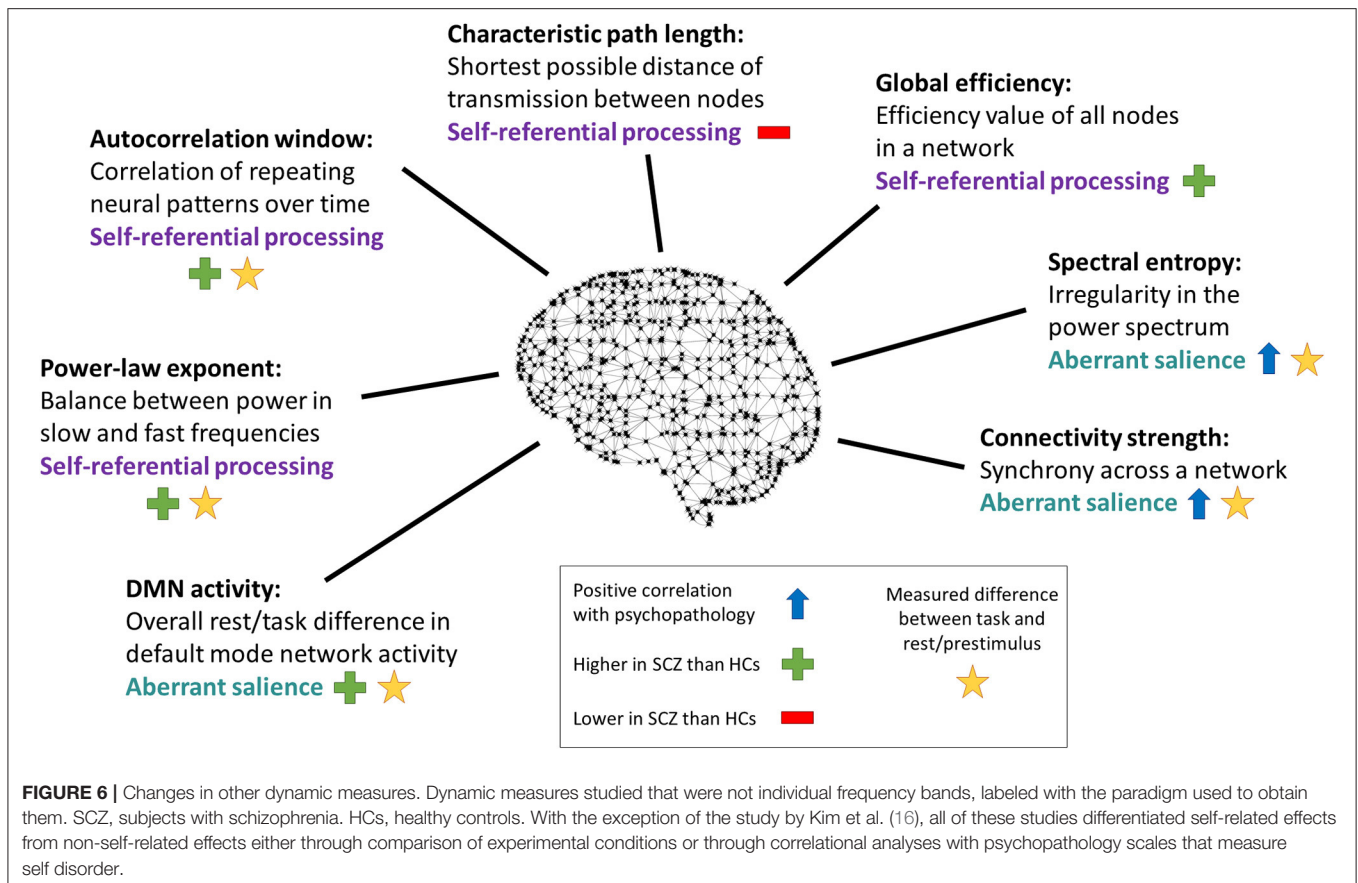 Characteristic path length:
Shortest possible distance of
transmission between nodes
Self-referential processing
Global efficiency:
Efficiency value of all nodes
in a network
Self-referential processing
Autocorrelation window:
Correlation of repeating
neural patterns over time
Self-referential processing
Spectral entropy:
Irregularity in the
power spectrum
Aberrant salience
Power-law exponent:
Balance between power in
slow and fast frequencies
Self-referential processing
Connectivity strength:
Synchrony across a network
Aberrant salience
DMN activity:
Overall rest/task difference in
default mode network activity
Aberrant salience
Positive correlation
with psychopathology
Higher in SCZ than HCs
Lower in SCZ than HCs
Measured difference
between task and
rest/prestimulus
FIGURE 6 | Changes in other dynamic measures. Dynamic measures studied that were not individual frequency bands, labeled with the paradigm used to obtain
them. SCZ, subjects with schizophrenia. HCs, healthy controls. With the exception of the study by Kim et al. (16), all of these studies differentiated self-related effects
from non-self-related effects either through comparison of experimental conditions or through correlational analyses with psychopathology scales that measure
self disorder.